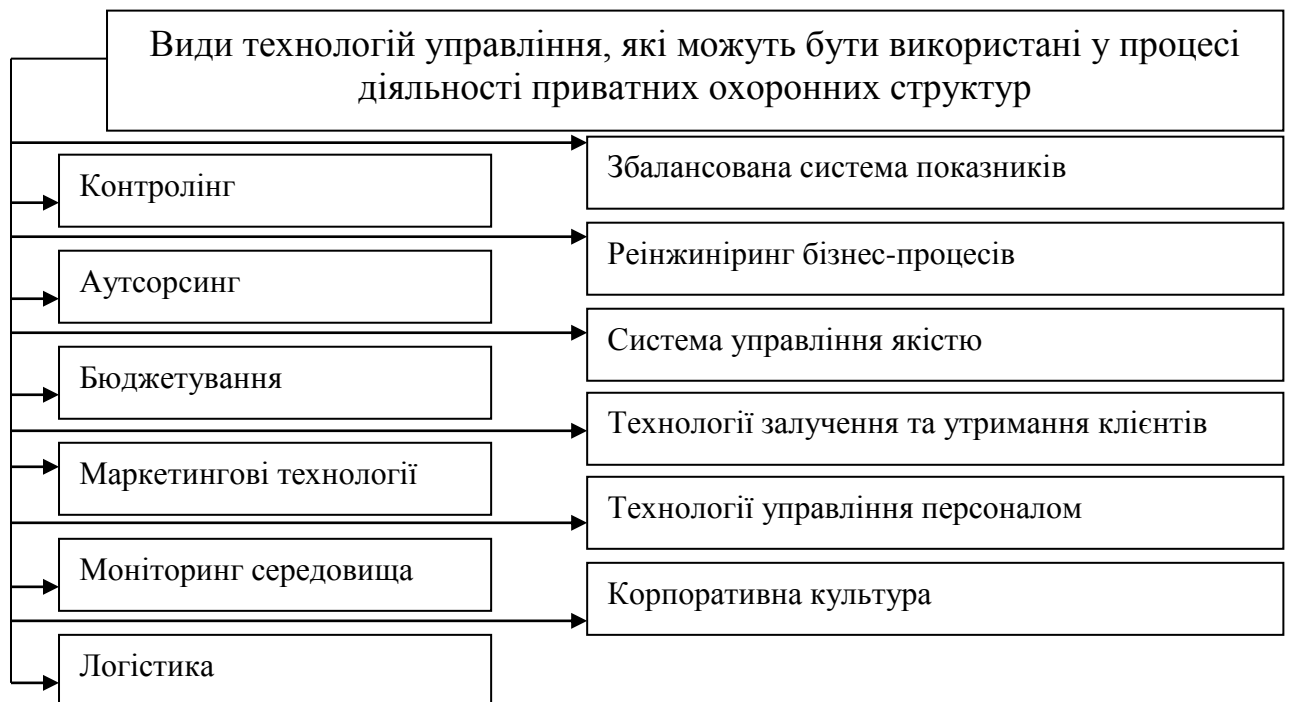 Види технологій управління, які можуть бути використані у процесі
діяльності приватних охоронних структур
Контролінг
Аутсорсинг
Бюджетування
Маркетингові технології
Моніторинг середовища
Логістика
Збалансована система показників
Реінжиніринг бізнес-процесів
Система управління якістю
Технології залучення та утримання клієнтів
Технології управління персоналом
Корпоративна культура